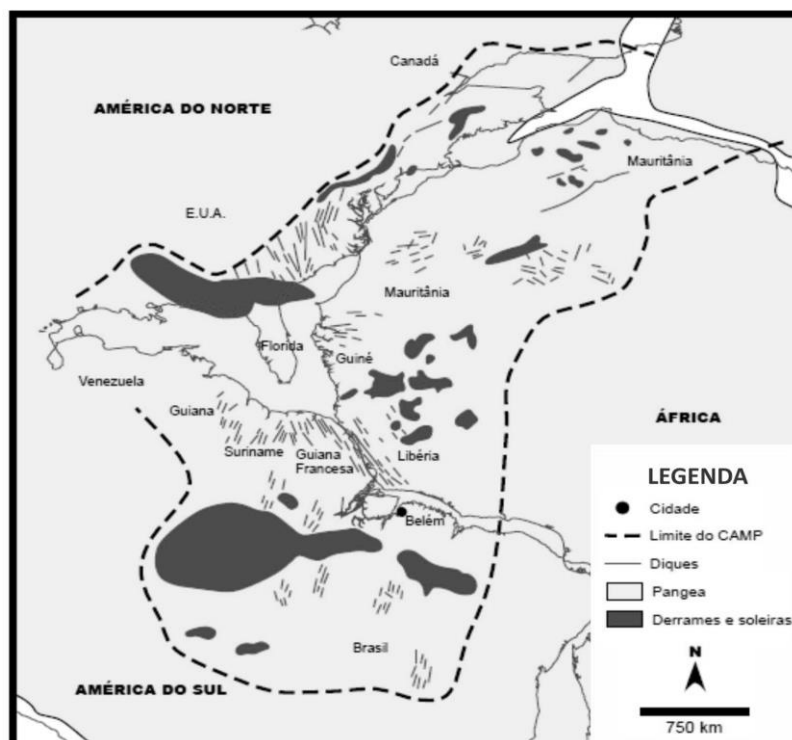 Canadá
AMÉRICA DO NORTE
Mauritânia
E.U.A.
Mauritânia
Florida
Guiné
Venezuela
Guiana
ÁFRICA
Suriname
Guiana
Francesa
Libéria
Belém
Brasil
AMÉRICA DO SUL
LEGENDA
Cidade
Limite do CAMP
Diques
Pangea
Derrames e soleiras
N
750 km